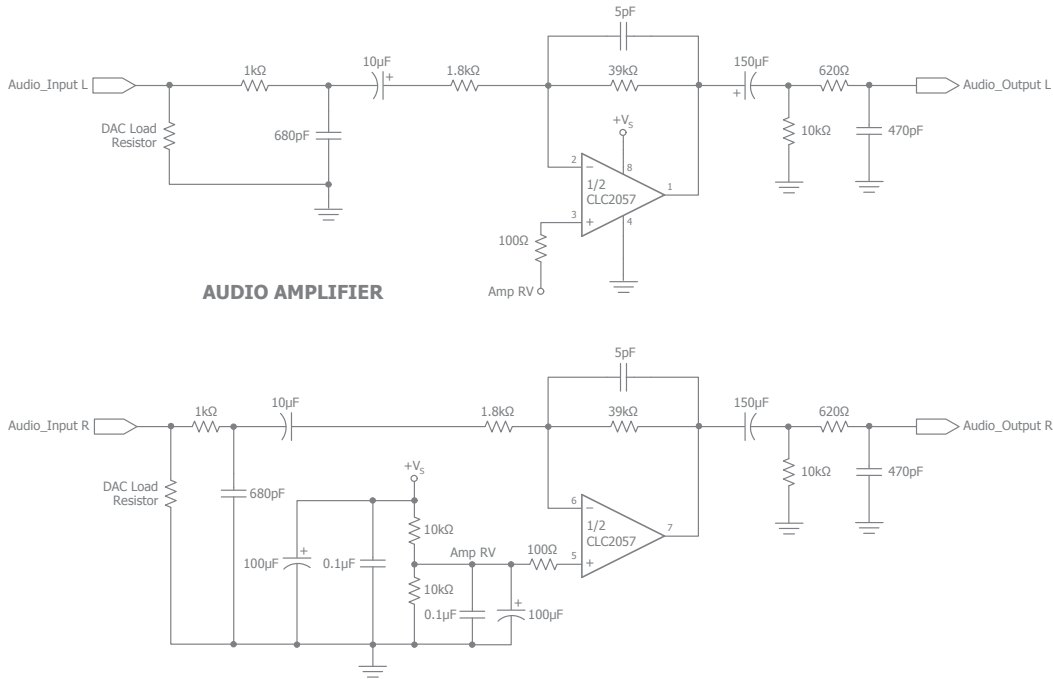 5pF
Audio_Input L
1kΩ
10µF
+
1.8kΩ
39kΩ
150µF
+
620Ω
Audio_Output L
DAC Load
Resistor
680pF
+VS
10kΩ
470pF
2
−
8
1/2
CLC2057
1
3
+
4
100Ω
Amp RV
AUDIO AMPLIFIER
5pF
Audio_Input R
1kΩ
10µF
1.8kΩ
39kΩ
150µF
620Ω
Audio_Output R
+VS
10kΩ
470pF
DAC Load
Resistor
680pF
10kΩ
6
−
1/2
CLC2057
7
+
100µF
0.1µF
Amp RV
100Ω
5
+
10kΩ
0.1µF
+
100µF